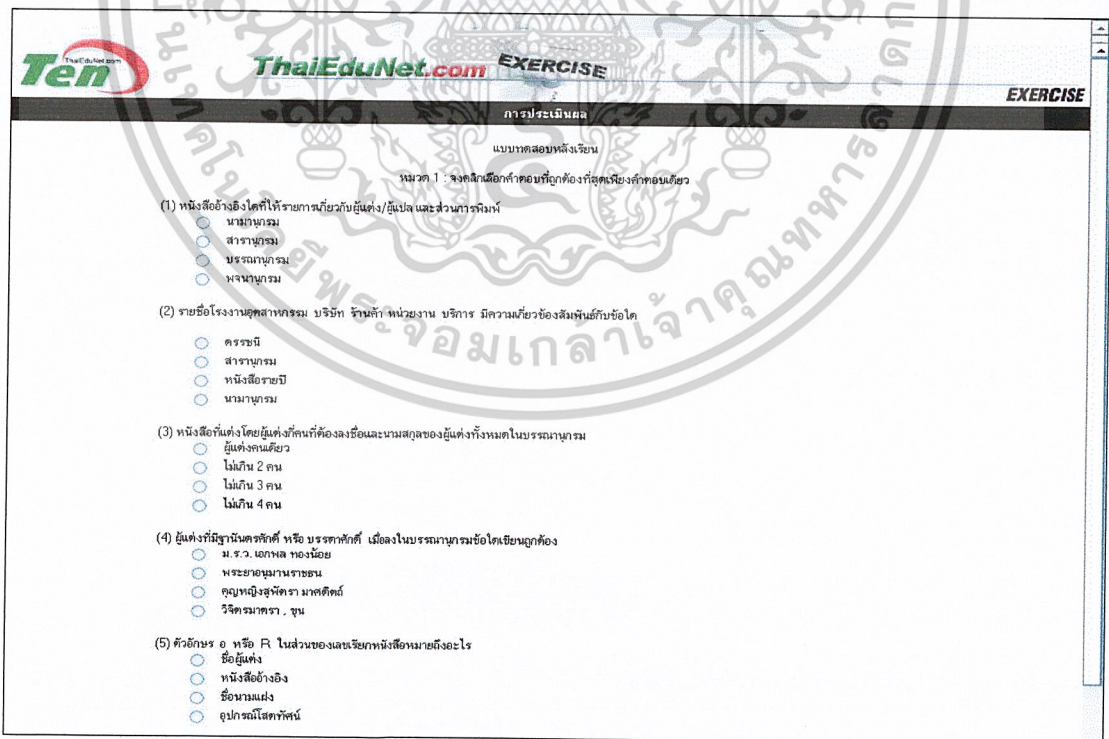 Ten
ThaiEduNet.com
ThaiEduNet.com EXERCISE
EXERCISE
การประเมินผล
แบบทดสอบหลังเรียน
หมวด 1 : จงคลิกเลือกคำตอบที่ถูกต้องที่สุดเพียงคำตอบเดียว
(1) หนังสืออ้างอิงใดที่ให้รายการเกี่ยวกับผู้แต่ง/ผู้แปล และส่วนการพิมพ์
นามานุกรม
สารานุกรม
บรรณานุกรม
พจนานุกรม
(2) รายชื่อโรงงานอุตสาหกรรม บริษัท ร้านค้า หน่วยงาน บริการ มีความเกี่ยวข้องสัมพันธ์กับข้อใด
ดรรชนี
สารานุกรม
หนังสือรายปี
นามานุกรม
(3) หนังสือที่แต่งโดยผู้แต่งกี่คนที่ต้องลงชื่อและนามสกุลของผู้แต่งทั้งหมดในบรรณานุกรม
ผู้แต่งคนเดียว
ไม่เกิน 2 คน
ไม่เกิน 3 คน
ไม่เกิน 4 คน
(4) ผู้แต่งที่มีฐานันดรศักดิ์ หรือ บรรดาศักดิ์ เมื่อลงในบรรณานุกรมข้อใดเขียนถูกต้อง
ม.ร.ว. เอกพล ทองน้อย
พระยาอนุมานราชธน
คุณหญิงสุพัตรา มาศดิตถ์
วิจิตรมาตรา , ขุน
(5) ตัวอักษร อ หรือ R ในส่วนของเลขเรียกหนังสือหมายถึงอะไร
ชื่อผู้แต่ง
หนังสืออ้างอิง
ชื่อนามแฝง
อุปกรณ์โสตทัศน์
พระจอมเกล้าเจ้าคุณทหาร